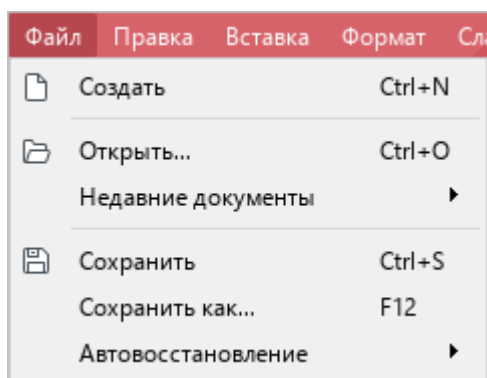 Файл Правка Вставка Формат
Создать Ctrl+N
Открыть... Ctrl+O
Недавние документы
Сохранить Ctrl+S
Сохранить как... F12
Автовосстановление